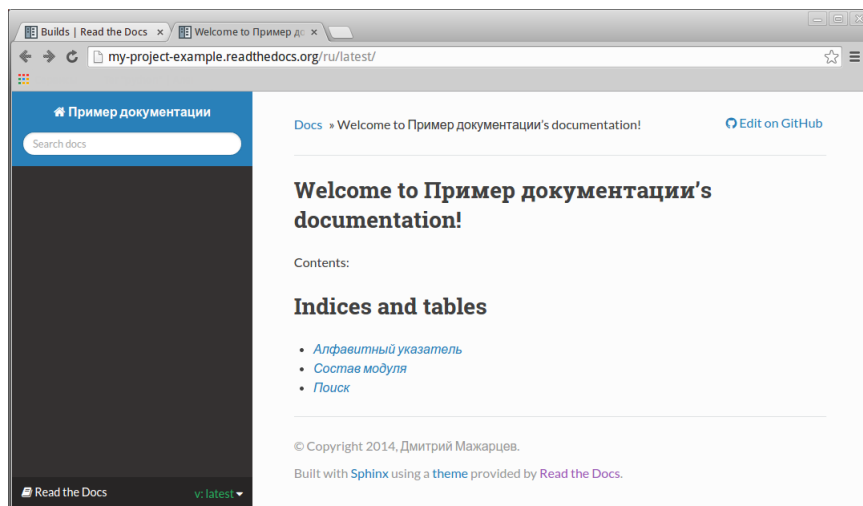 Builds | Read the Docs
Welcome to Пример до
my-project-example.readthedocs.org/ru/latest/
Пример документации
Search docs
Docs » Welcome to Пример документации's documentation!
Edit on GitHub
Welcome to Пример документации's
documentation!
Contents:
Indices and tables
• Алфавитный указатель
• Состав модуля
• Поиск
© Copyright 2014, Дмитрий Мажарцев.
Built with Sphinx using a theme provided by Read the Docs.
Read the Docs
v: latest